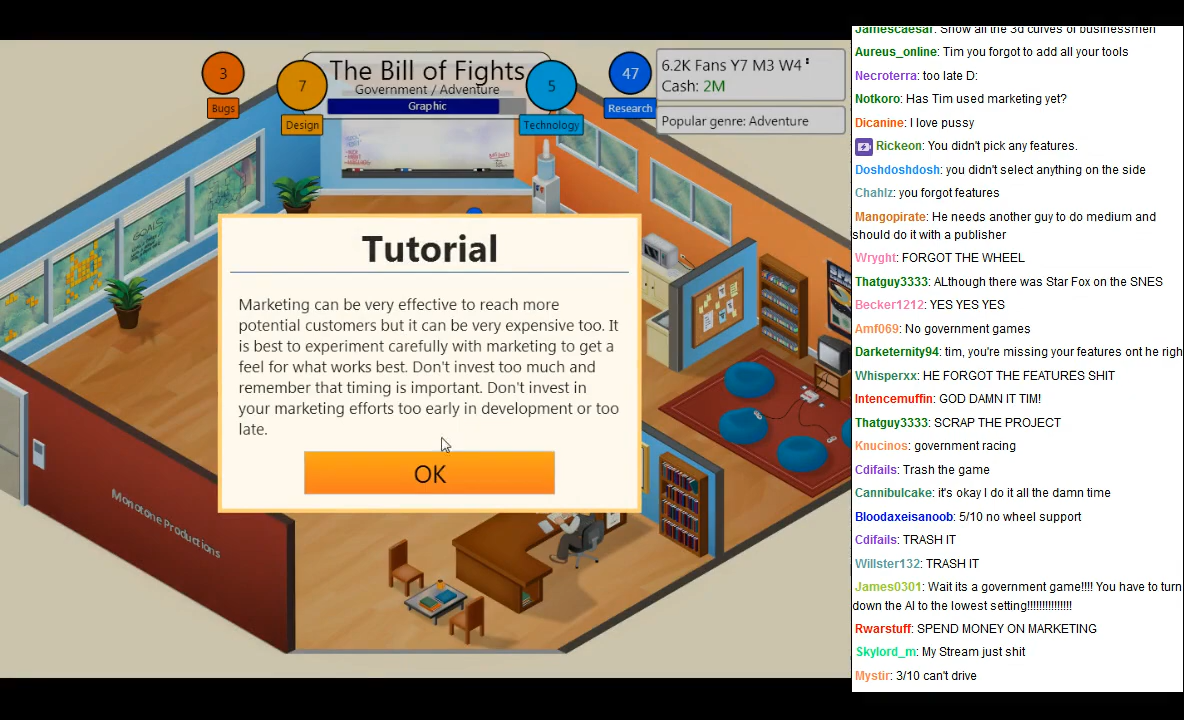 3
Bugs
7
Design
The Bill of Fights
Government / Adventure
Graphic
5
Technology
47
Research
6.2K Fans Y7 M3 W4
Cash: 2M
Popular genre: Adventure
GOALS
Tutorial
Marketing can be very effective to reach more
potential customers but it can be very expensive too. It
is best to experiment carefully with marketing to get a
feel for what works best. Don't invest too much and
remember that timing is important. Don't invest in
your marketing efforts too early in development or too
late.
OK
Monotone Productions
Jamescaesar: Show all the 3d curves of businessmen
Aureus_online: Tim you forgot to add all your tools
Necroterra: too late D:
Notkoro: Has Tim used marketing yet?
Dicanine: I love pussy
Rickeon: You didn't pick any features.
Doshdoshdosh: you didn't select anything on the side
Chahlz: you forgot features
Mangopirate: He needs another guy to do medium and
should do it with a publisher
Wryght: FORGOT THE WHEEL
Thatguy3333: ALthough there was Star Fox on the SNES
Becker1212: YES YES YES
Amf069: No government games
Darketernity94: tim, you're missing your features ont he righ
Whisperxx: HE FORGOT THE FEATURES SHIT
Intencemuffin: GOD DAMN IT TIM!
Thatguy3333: SCRAP THE PROJECT
Knucinos: government racing
Cdifails: Trash the game
Cannibulcake: it's okay I do it all the damn time
Bloodaxeisanoob: 5/10 no wheel support
Cdifails: TRASH IT
Willster132: TRASH IT
James0301: Wait its a government game!!!! You have to turn
down the AI to the lowest setting!!!!!!!!!!!!!!!
Rwarstuff: SPEND MONEY ON MARKETING
Skylord_m: My Stream just shit
Mystir: 3/10 can't drive